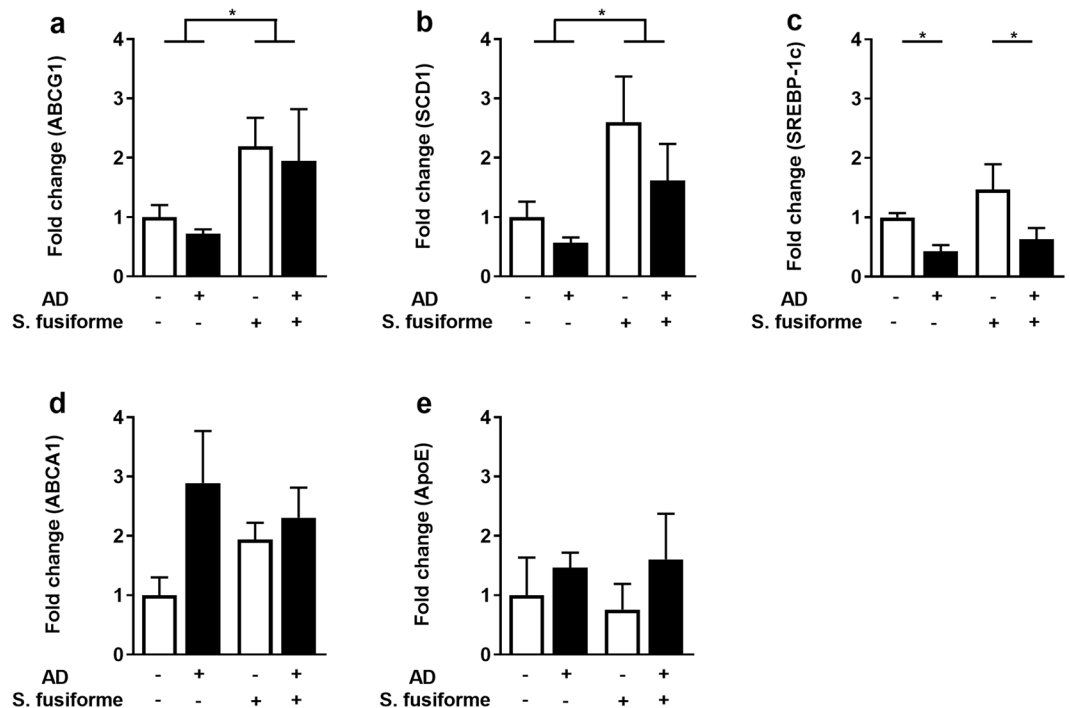 a
*
Fold change (ABCG1)
4
3
2
1
0
AD - + - +
S. fusiforme - - + +
b
*
Fold change (SCD1)
4
3
2
1
0
AD - + - +
S. fusiforme - - + +
c
* *
Fold change (SREBP-1c)
4
3
2
1
0
AD - + - +
S. fusiforme - - + +
d
Fold change (ABCA1)
4
3
2
1
0
AD - + - +
S. fusiforme - - + +
e
Fold change (ApoE)
4
3
2
1
0
AD - + - +
S. fusiforme - - + +